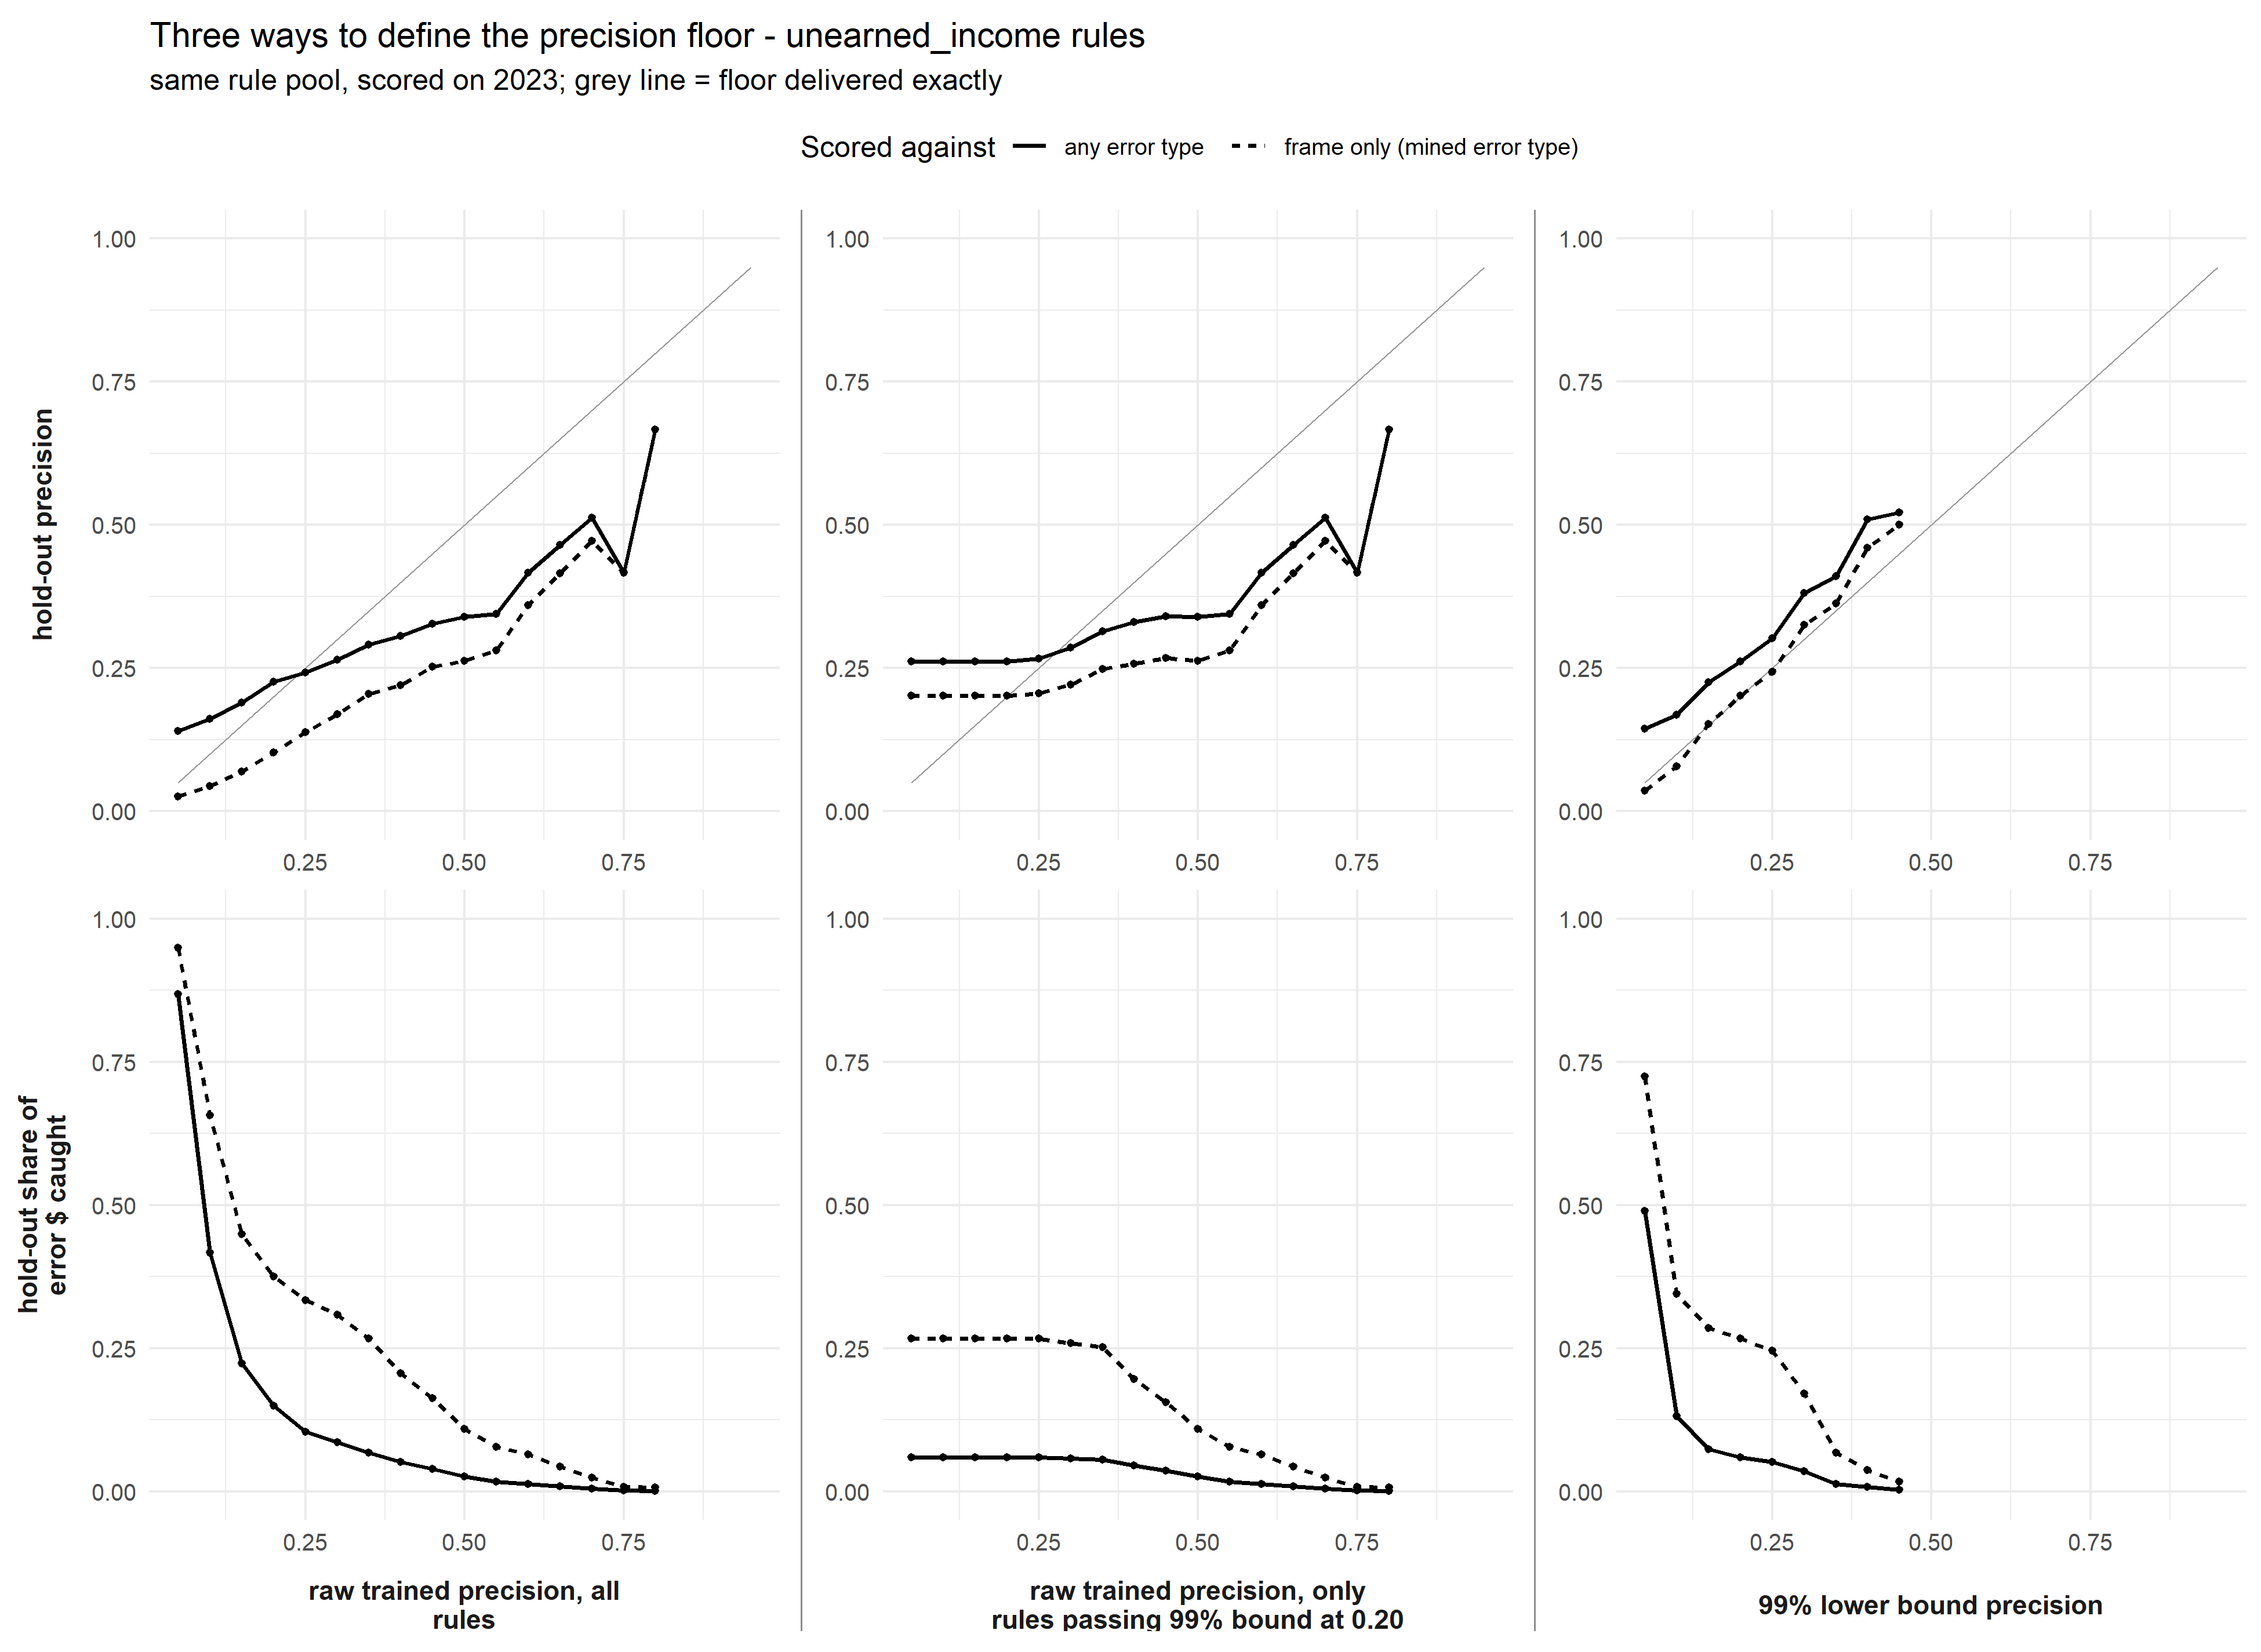 Three ways to define the precision floor - unearned_income rules
same rule pool, scored on 2023; grey line = floor delivered exactly
Scored against any error type frame only (mined error type)
hold-out precision
1.00
0.75
0.50
0.25
0.00
0.25 0.50 0.75
1.00
0.75
0.50
0.25
0.00
0.25 0.50 0.75
1.00
0.75
0.50
0.25
0.00
0.25 0.50 0.75
hold-out share of
error $ caught
1.00
0.75
0.50
0.25
0.00
0.25 0.50 0.75
raw trained precision, all
rules
1.00
0.75
0.50
0.25
0.00
0.25 0.50 0.75
raw trained precision, only
rules passing 99% bound at 0.20
1.00
0.75
0.50
0.25
0.00
0.25 0.50 0.75
99% lower bound precision